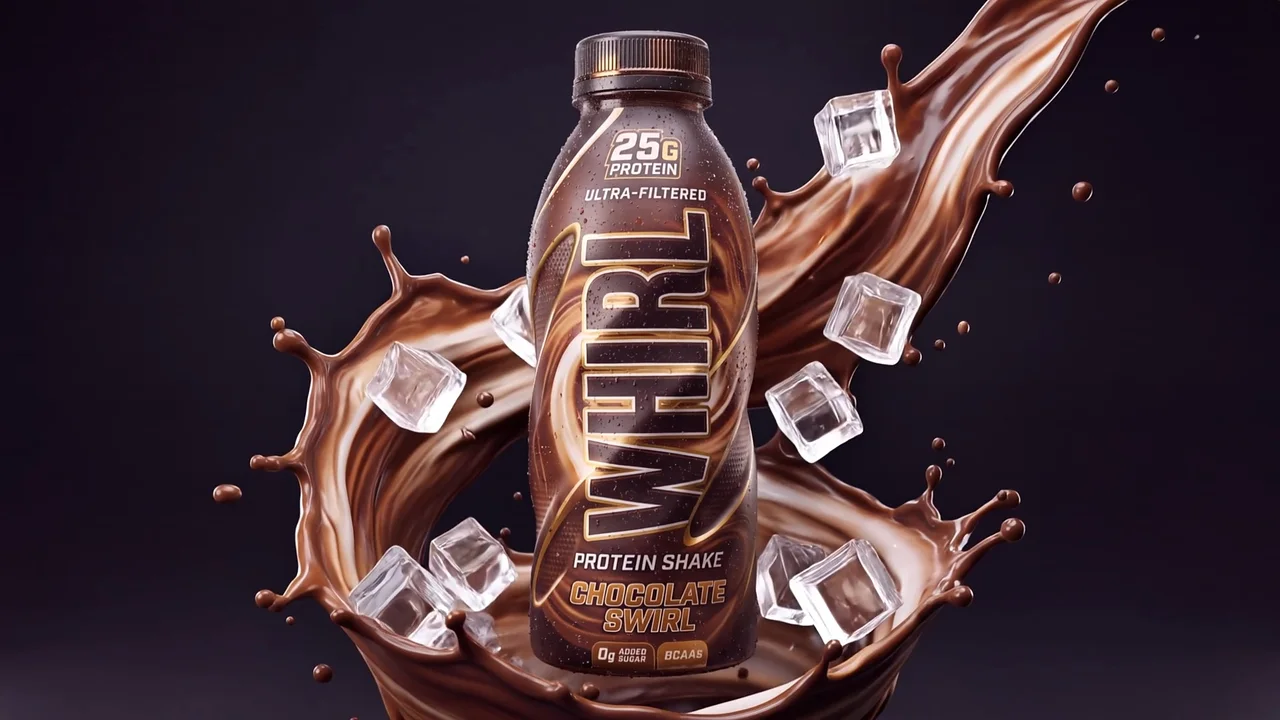 25G
PROTEIN
ULTRA-FILTERED
WHIRL
PROTEIN SHAKE
CHOCOLATE
SWIRL
0g ADDED SUGAR
BCAAs